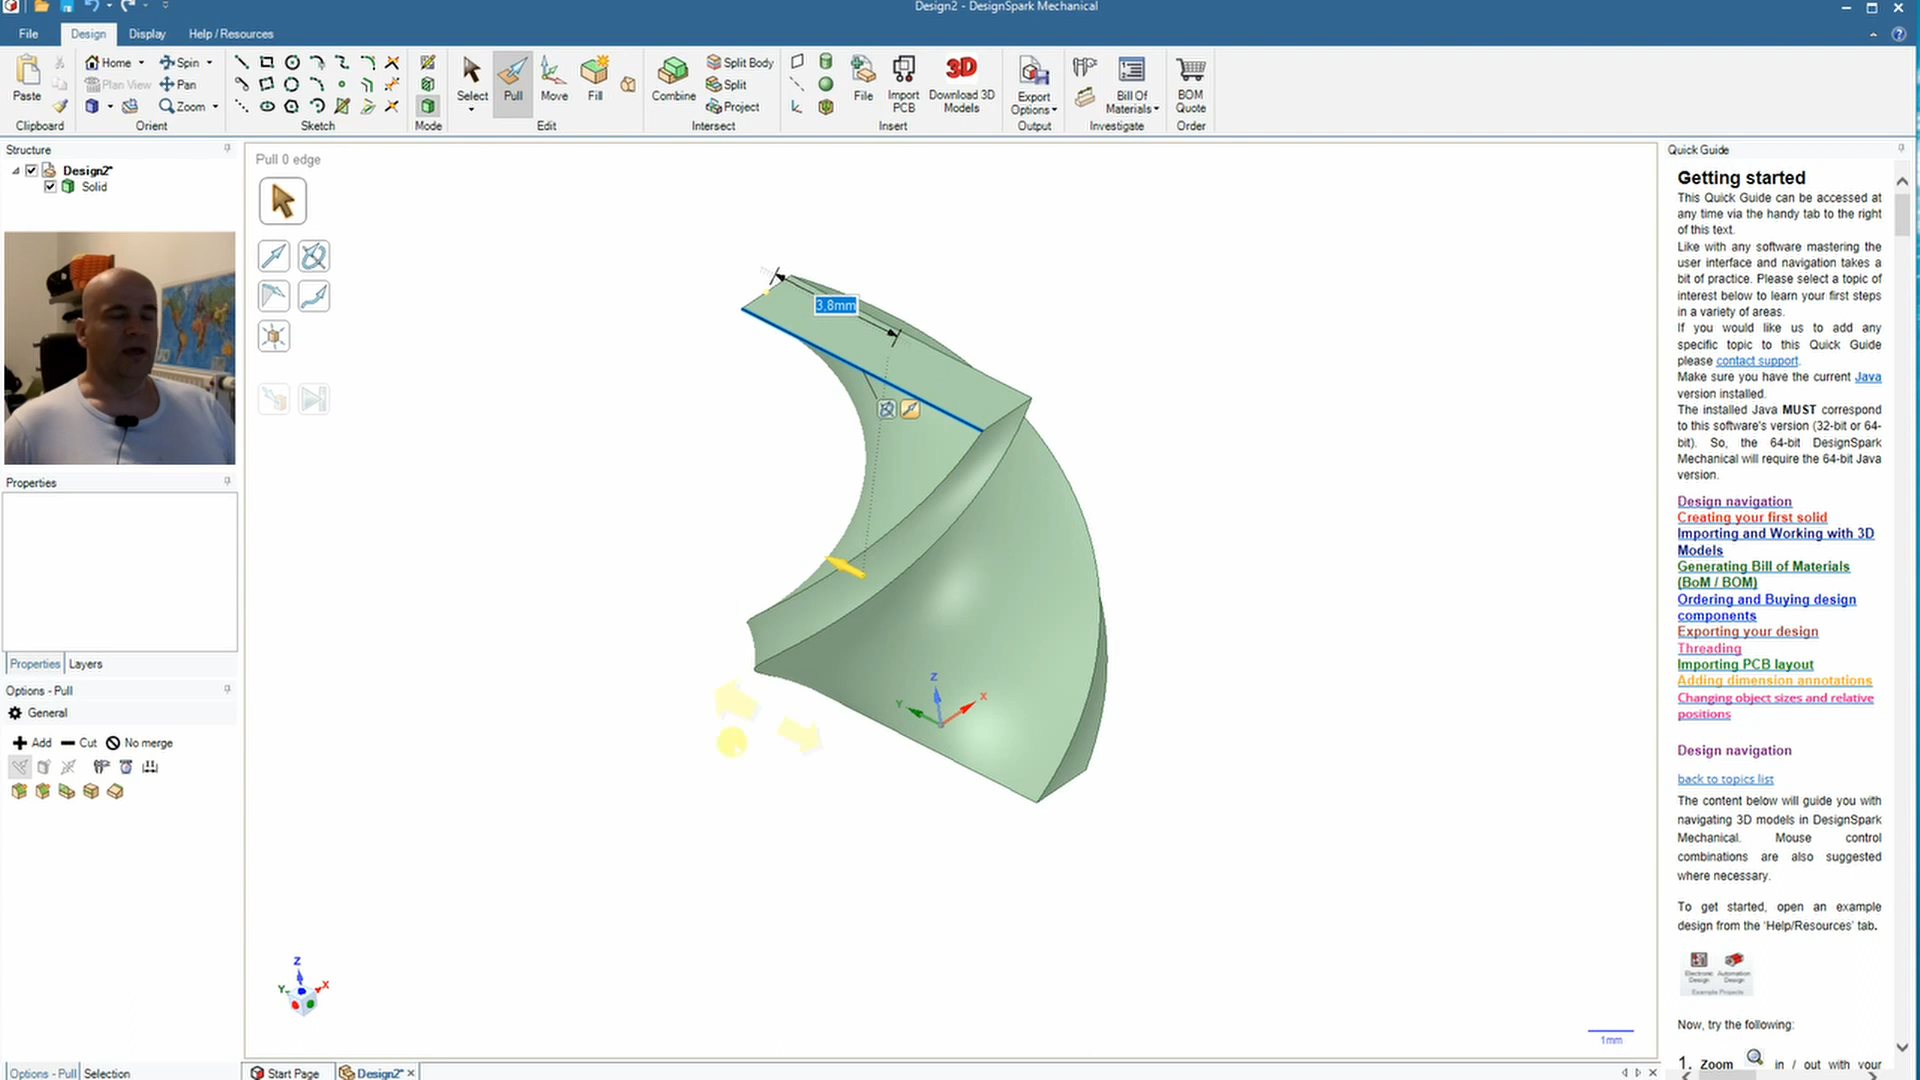 Design2 - DesignSpark Mechanical
File
Design
Display
Help / Resources
Paste
Home
Plan View
Spin
Pan
Zoom
Select
Pull
Move
Fill
Combine
Split Body
Split
Project
File
Import
PCB
Download 3D
Models
Export
Options
Bill Of
Materials
BOM
Quote
Clipboard
Orient
Sketch
Mode
Edit
Intersect
Insert
Output
Investigate
Order
Structure
Design2*
Solid
Properties
Properties
Layers
Options - Pull
General
Add
Cut
No merge
Options - Pull
Selection
Pull 0 edge
3,8mm
Z
X
Y
Z
Y
X
1mm
Start Page
Design2*
Quick Guide
Getting started
This Quick Guide can be accessed at
any time via the handy tab to the right
of this text.
Like with any software mastering the
user interface and navigation takes a
bit of practice. Please select a topic of
interest below to learn your first steps
in a variety of areas.
If you would like us to add any
specific topic to this Quick Guide
please contact support.
Make sure you have the current Java
version installed.
The installed Java MUST correspond
to this software's version (32-bit or 64-
bit). So, the 64-bit DesignSpark
Mechanical will require the 64-bit Java
version.
Design navigation
Creating your first solid
Importing and Working with 3D
Models
Generating Bill of Materials
(BoM / BOM)
Ordering and Buying design
components
Exporting your design
Threading
Importing PCB layout
Adding dimension annotations
Changing object sizes and relative
positions
Design navigation
back to topics list
The content below will guide you with
navigating 3D models in DesignSpark
Mechanical. Mouse control
combinations are also suggested
where necessary.
To get started, open an example
design from the 'Help/Resources' tab.
Electronic
Design
Automation
Design
Example Projects
Now, try the following:
1. Zoom in / out with your